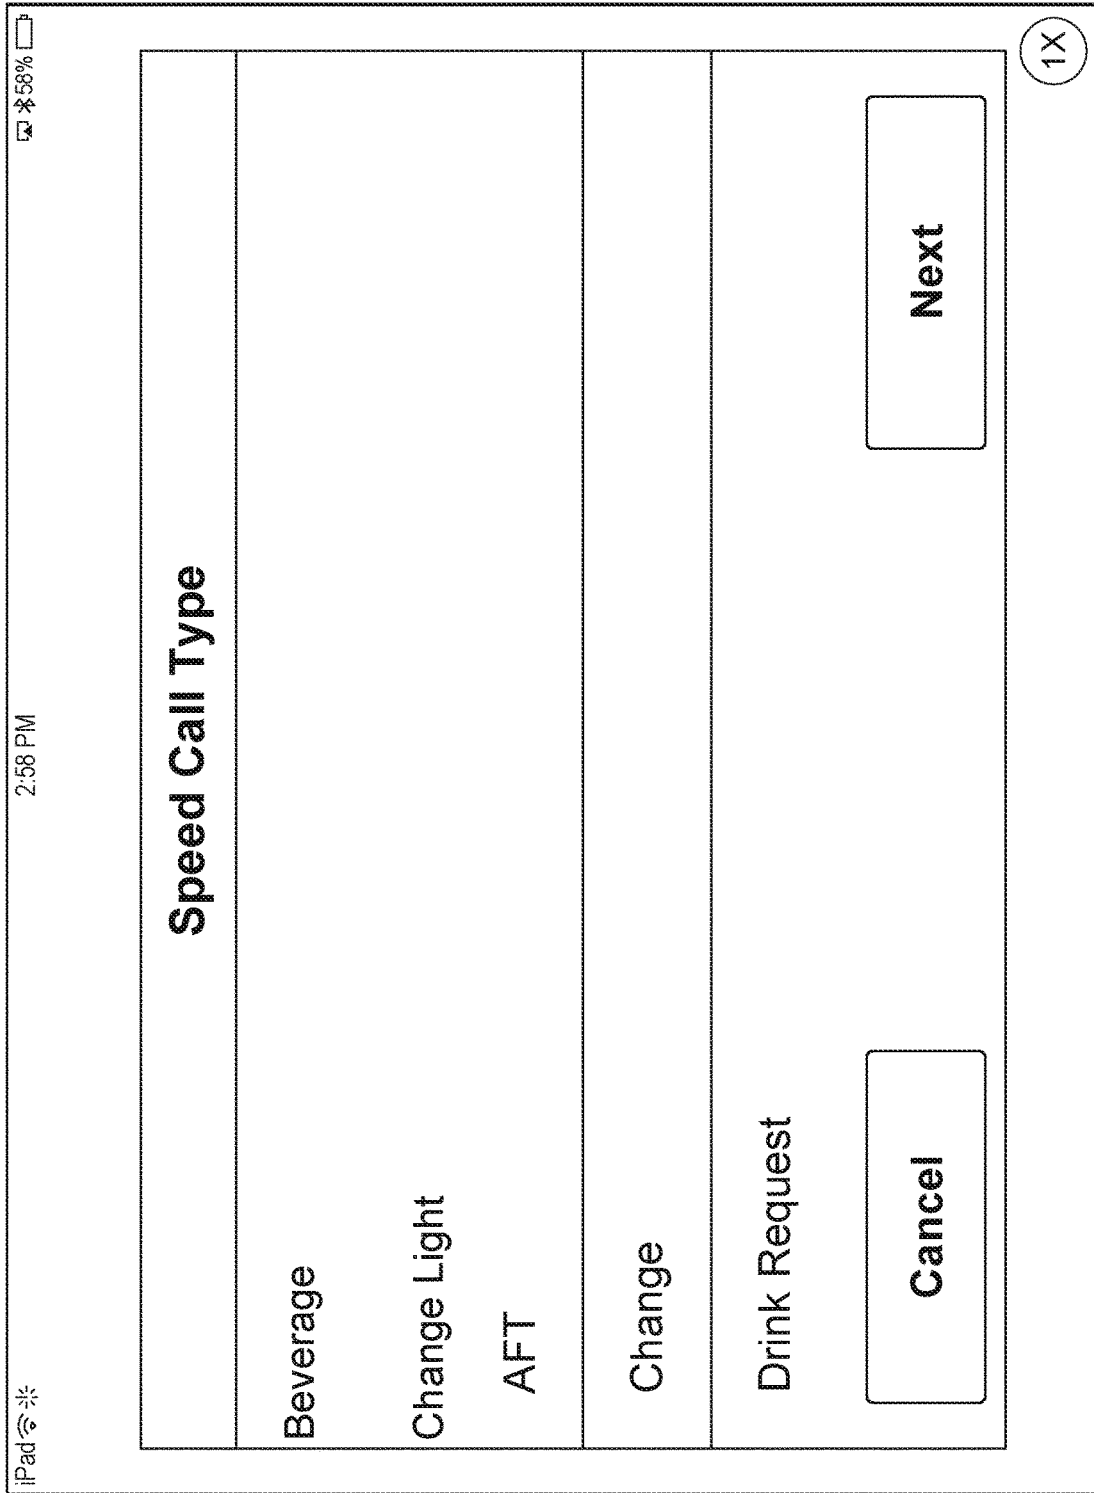 iPad
2:58 PM
58%
Speed Call Type
Beverage
Change Light
AFT
Change
Drink Request
Cancel
Next
1X